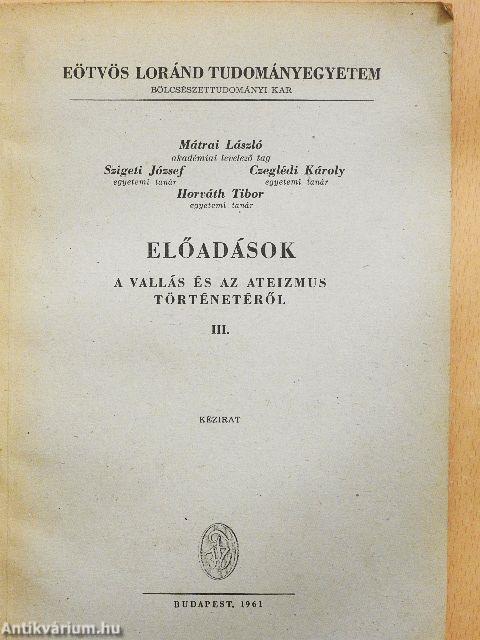 EÖTVÖS LORÁND TUDOMÁNYEGYETEM
BÖLCSÉSZETTUDOMÁNYI KAR
Mátrai László
akadémiai levelező tag
Szigeti József Czeglédi Károly
egyetemi tanár egyetemi tanár
Horváth Tibor
egyetemi tanár
ELŐADÁSOK
A VALLÁS ÉS AZ ATEIZMUS
TÖRTÉNETÉRŐL
III.
KÉZIRAT
BUDAPEST, 1961
Antikvárium.hu